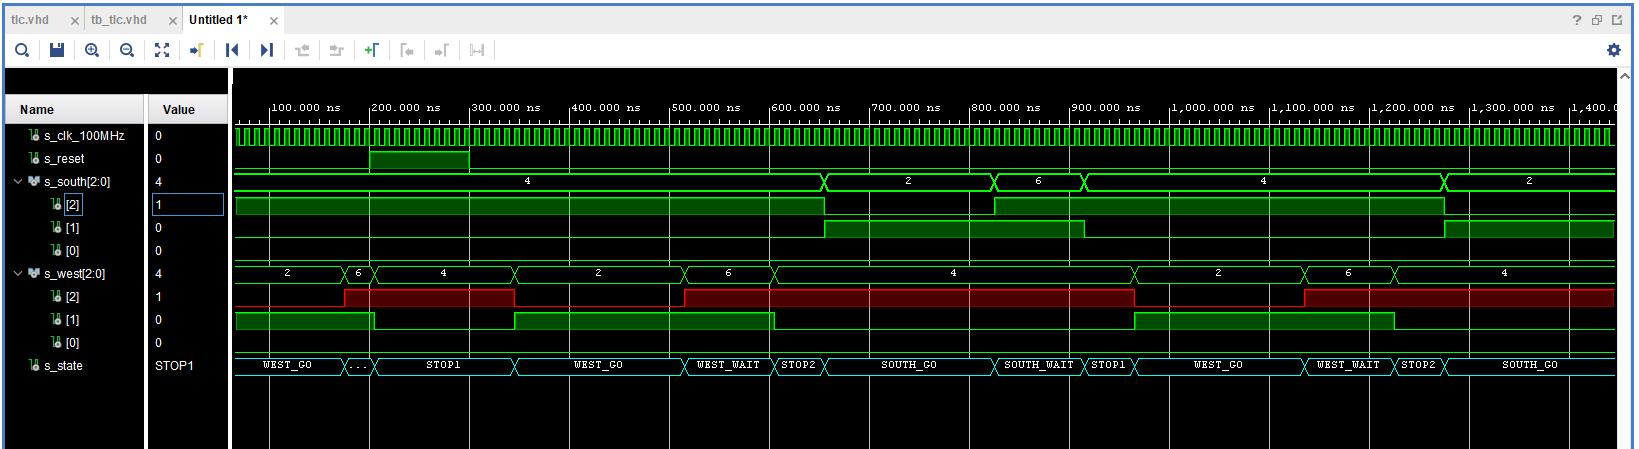 tlc.vhd × tb_tlc.vhd × Untitled 1* ×
Name Value
100.000 ns 200.000 ns 300.000 ns 400.000 ns 500.000 ns 600.000 ns 700.000 ns 800.000 ns 900.000 ns 1,000.000 ns 1,100.000 ns 1,200.000 ns 1,300.000 ns 1,400.0
s_clk_100MHz 0
s_reset 0
s_south[2:0] 4 4 2 6 4 2
[2] 1
[1] 0
[0] 0
s_west[2:0] 4 2 6 4 2 6 4 2 6 4
[2] 1
[1] 0
[0] 0
s_state STOP1 WEST_GO ... STOP1 WEST_GO WEST_WAIT STOP2 SOUTH_GO SOUTH_WAIT STOP1 WEST_GO WEST_WAIT STOP2 SOUTH_GO